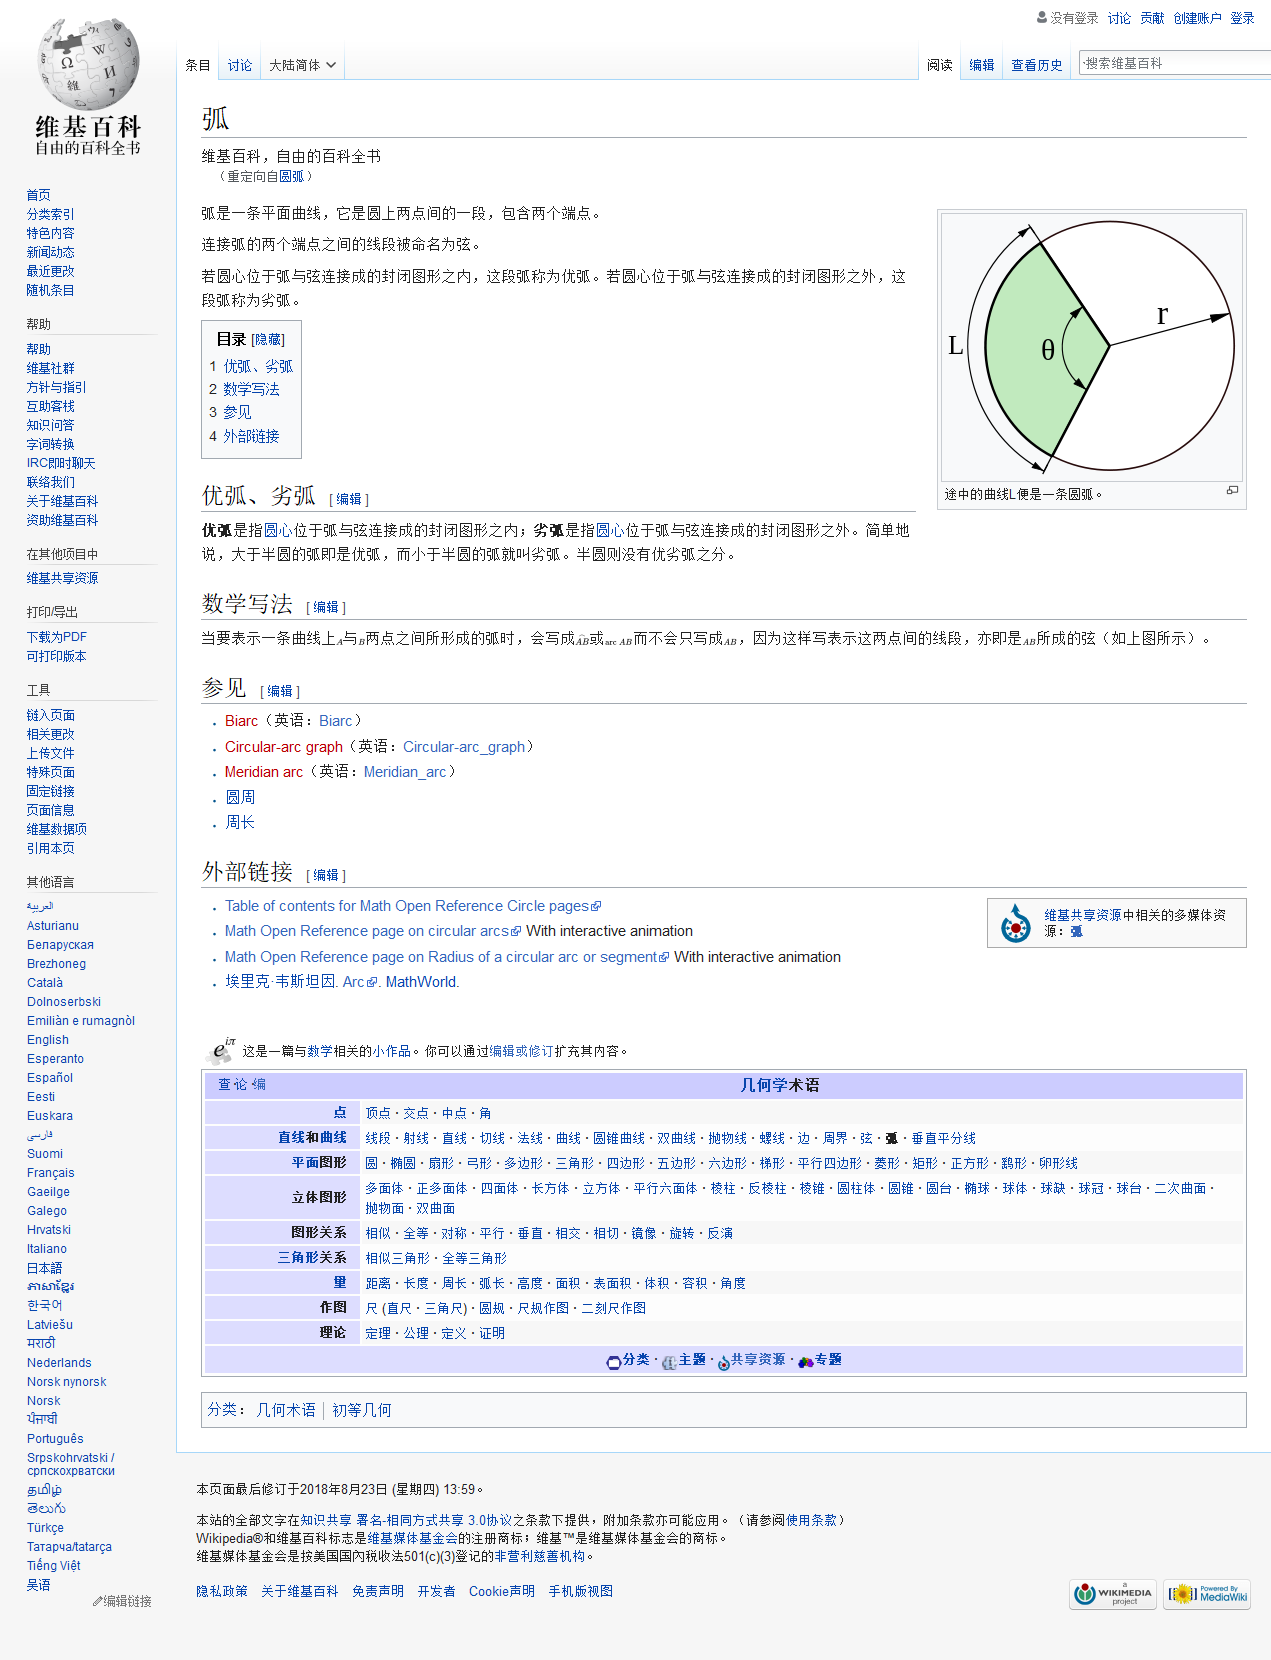 没有登录 讨论 贡献 创建账户 登录
条目 讨论 大陆简体 阅读 编辑 查看历史 搜索维基百科
维基百科
自由的百科全书
首页
分类索引
特色内容
新闻动态
最近更改
随机条目
帮助
帮助
维基社群
方针与指引
互助客栈
知识问答
字词转换
IRC即时聊天
联络我们
关于维基百科
资助维基百科
在其他项目中
维基共享资源
打印/导出
下载为PDF
可打印版本
工具
链入页面
相关更改
上传文件
特殊页面
固定链接
页面信息
维基数据项
引用本页
其他语言
العربية
Asturianu
Беларуская
Brezhoneg
Català
Dolnoserbski
Emiliàn e rumagnòl
English
Esperanto
Español
Eesti
Euskara
فارسی
Suomi
Français
Gaeilge
Galego
Hrvatski
Italiano
日本語
ភាសាខ្មែរ
한국어
Latviešu
मराठी
Nederlands
Norsk nynorsk
Norsk
ਪੰਜਾਬੀ
Português
Srpskohrvatski /
српскохрватски
தமிழ்
తెలుగు
Türkçe
Татарча/tatarça
Tiếng Việt
吴语
编辑链接
弧
维基百科，自由的百科全书
（重定向自圆弧）
弧是一条平面曲线，它是圆上两点间的一段，包含两个端点。
连接弧的两个端点之间的线段被命名为弦。
若圆心位于弧与弦连接成的封闭图形之内，这段弧称为优弧。若圆心位于弧与弦连接成的封闭图形之外，这
段弧称为劣弧。
L θ r
途中的曲线L便是一条圆弧。
目录 [隐藏]
1 优弧、劣弧
2 数学写法
3 参见
4 外部链接
优弧、劣弧 [ 编辑 ]
优弧是指圆心位于弧与弦连接成的封闭图形之内；劣弧是指圆心位于弧与弦连接成的封闭图形之外。简单地
说，大于半圆的弧即是优弧，而小于半圆的弧就叫劣弧。半圆则没有优劣弧之分。
数学写法 [ 编辑 ]
当要表示一条曲线上A与B两点之间所形成的弧时，会写成AB或arc AB而不会只写成AB，因为这样写表示这两点间的线段，亦即是AB所成的弦（如上图所示）。
参见 [ 编辑 ]
Biarc（英语：Biarc）
Circular-arc graph（英语：Circular-arc_graph）
Meridian arc（英语：Meridian_arc）
圆周
周长
外部链接 [ 编辑 ]
Table of contents for Math Open Reference Circle pages
Math Open Reference page on circular arcs With interactive animation
Math Open Reference page on Radius of a circular arc or segment With interactive animation
埃里克·韦斯坦因. Arc. MathWorld.
维基共享资源中相关的多媒体资
源：弧
e iπ 这是一篇与数学相关的小作品。你可以通过编辑或修订扩充其内容。
查·论·编 几何学术语
点 顶点 · 交点 · 中点 · 角
直线和曲线 线段 · 射线 · 直线 · 切线 · 法线 · 曲线 · 圆锥曲线 · 双曲线 · 抛物线 · 螺线 · 边 · 周界 · 弦 · 弧 · 垂直平分线
平面图形 圆 · 椭圆 · 扇形 · 弓形 · 多边形 · 三角形 · 四边形 · 五边形 · 六边形 · 梯形 · 平行四边形 · 菱形 · 矩形 · 正方形 · 鹞形 · 卵形线
立体图形 多面体 · 正多面体 · 四面体 · 长方体 · 立方体 · 平行六面体 · 棱柱 · 反棱柱 · 棱锥 · 圆柱体 · 圆锥 · 圆台 · 椭球 · 球体 · 球缺 · 球冠 · 球台 · 二次曲面 ·
抛物面 · 双曲面
图形关系 相似 · 全等 · 对称 · 平行 · 垂直 · 相交 · 相切 · 镜像 · 旋转 · 反演
三角形关系 相似三角形 · 全等三角形
量 距离 · 长度 · 周长 · 弧长 · 高度 · 面积 · 表面积 · 体积 · 容积 · 角度
作图 尺 (直尺 · 三角尺) · 圆规 · 尺规作图 · 二刻尺作图
理论 定理 · 公理 · 定义 · 证明
分类 · 主题 · 共享资源 · 专题
分类： 几何术语 | 初等几何
本页面最后修订于2018年8月23日 (星期四) 13:59。
本站的全部文字在知识共享 署名-相同方式共享 3.0协议之条款下提供，附加条款亦可能应用。（请参阅使用条款）
Wikipedia®和维基百科标志是维基媒体基金会的注册商标；维基™是维基媒体基金会的商标。
维基媒体基金会是按美国国內税收法501(c)(3)登记的非营利慈善机构。
隐私政策 关于维基百科 免责声明 开发者 Cookie声明 手机版视图
a WIKIMEDIA project
Powered By MediaWiki